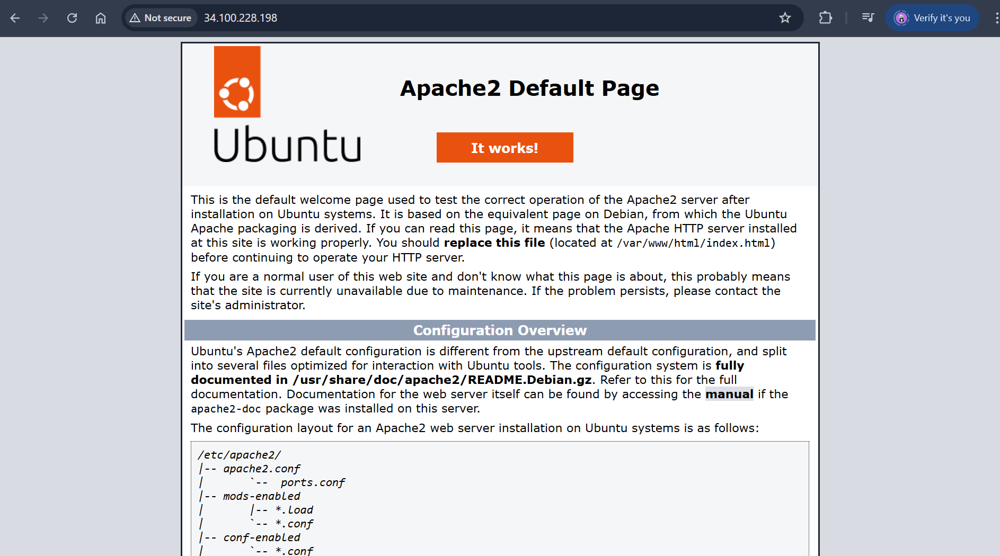 Not secure
34.100.228.198
Verify it's you
Ubuntu
Apache2 Default Page
It works!
This is the default welcome page used to test the correct operation of the Apache2 server after
installation on Ubuntu systems. It is based on the equivalent page on Debian, from which the Ubuntu
Apache packaging is derived. If you can read this page, it means that the Apache HTTP server installed
at this site is working properly. You should replace this file (located at /var/www/html/index.html)
before continuing to operate your HTTP server.
If you are a normal user of this web site and don't know what this page is about, this probably means
that the site is currently unavailable due to maintenance. If the problem persists, please contact the
site's administrator.
Configuration Overview
Ubuntu's Apache2 default configuration is different from the upstream default configuration, and split
into several files optimized for interaction with Ubuntu tools. The configuration system is fully
documented in /usr/share/doc/apache2/README.Debian.gz. Refer to this for the full
documentation. Documentation for the web server itself can be found by accessing the manual if the
apache2-doc package was installed on this server.
The configuration layout for an Apache2 web server installation on Ubuntu systems is as follows:
/etc/apache2/
|-- apache2.conf
|       `--  ports.conf
|-- mods-enabled
|       |-- *.load
|       `-- *.conf
|-- conf-enabled
|       `-- *.conf